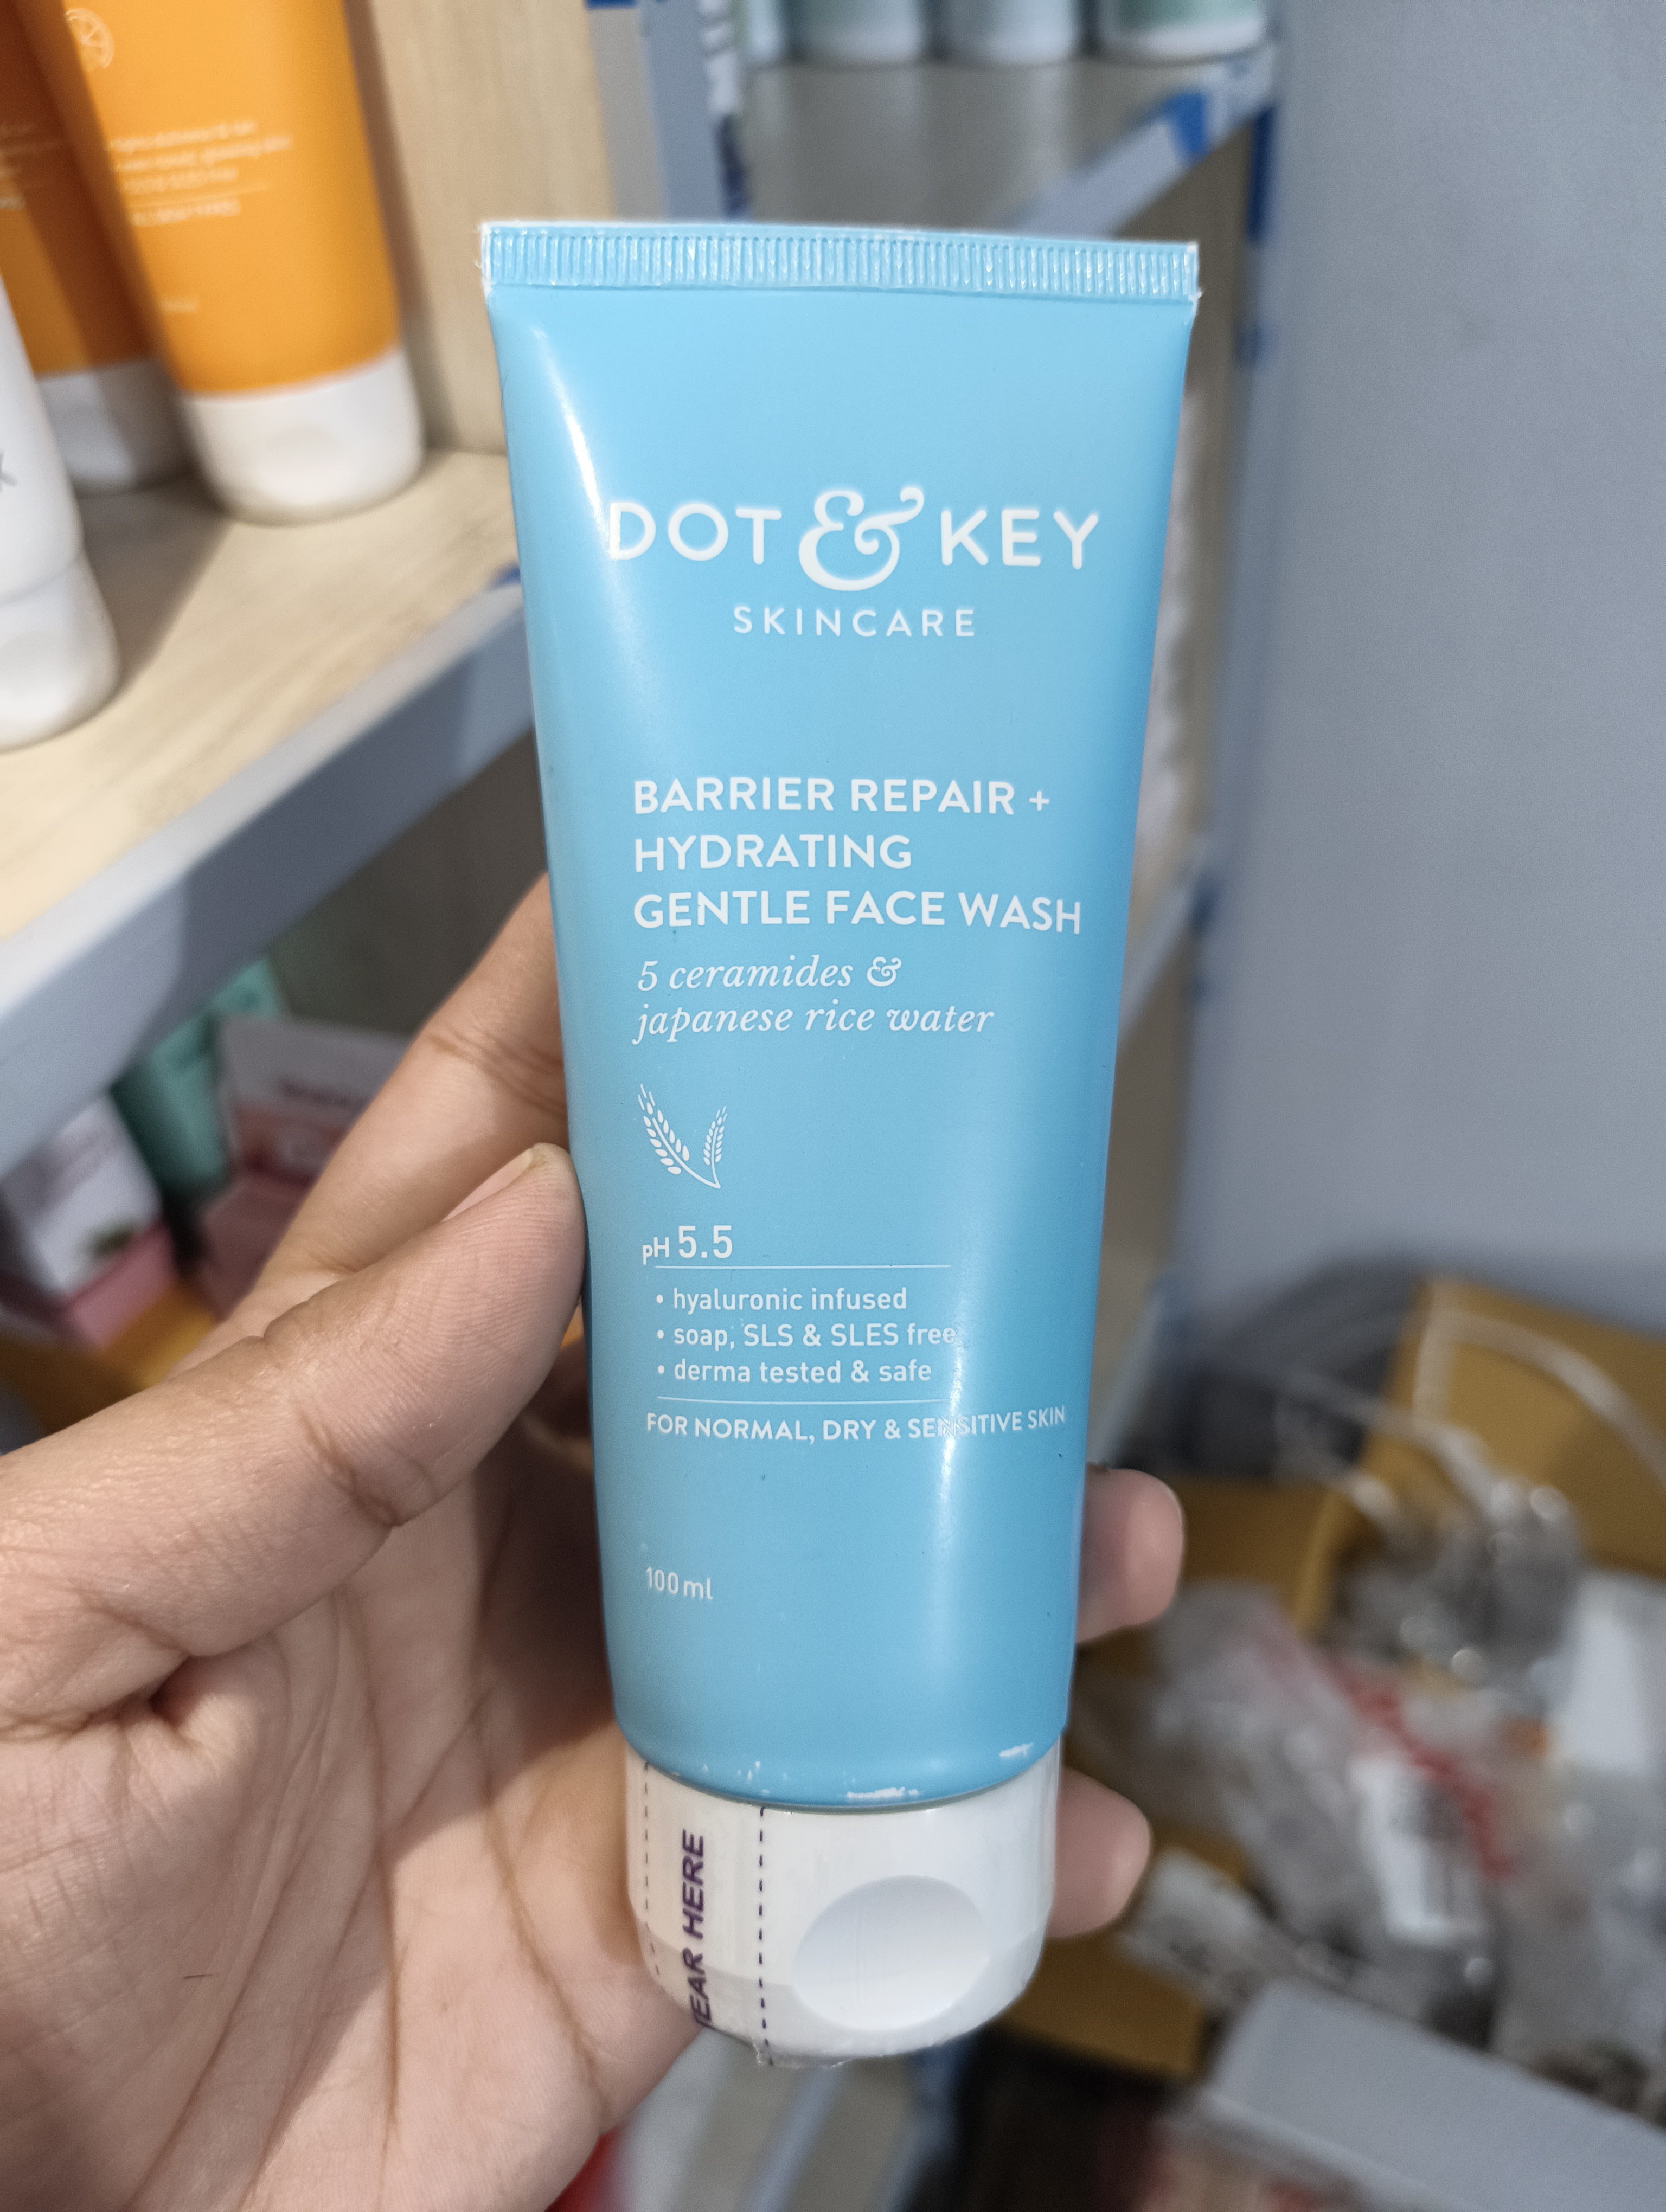 DOT & KEY
SKINCARE
BARRIER REPAIR +
HYDRATING
GENTLE FACE WASH
5 ceramides &
japanese rice water
pH 5.5
• hyaluronic infused
• soap, SLS & SLES free
• derma tested & safe
FOR NORMAL, DRY & SENSITIVE SKIN
100 ml
TEAR HERE